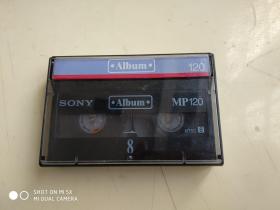 • Album • 120
SONY • Album • MP120
8
SHOT ON MI 5X
MI DUAL CAMERA